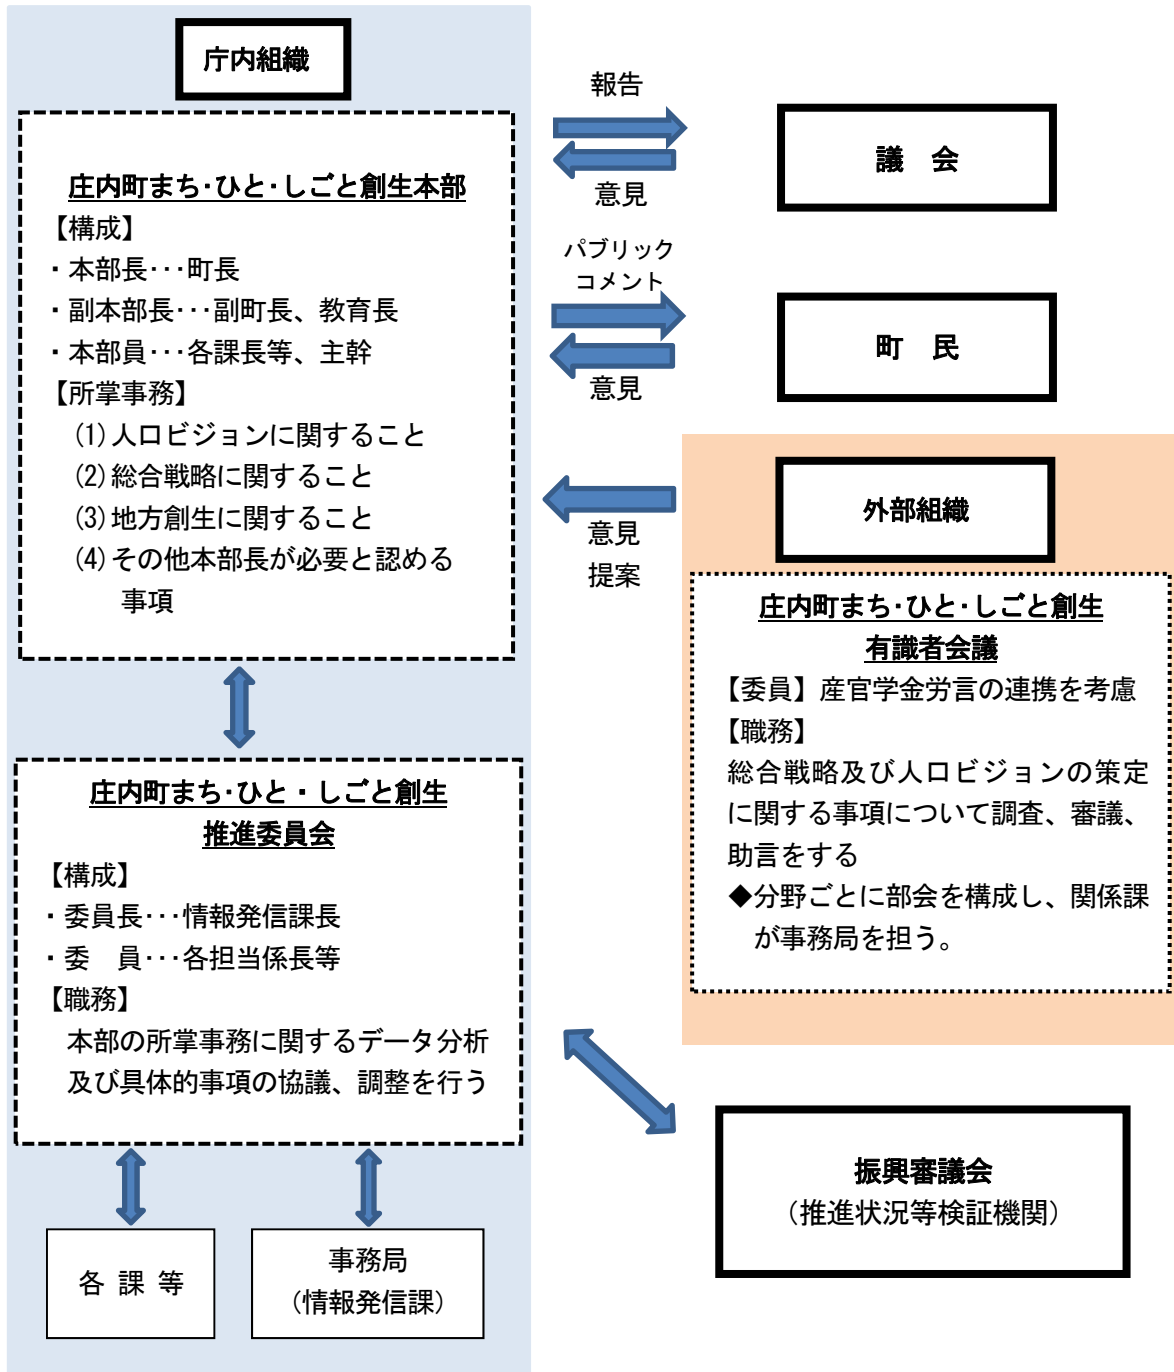 庁内組織
庄内町まち･ひと･しごと創生本部
【構成】
・本部長･･･町長
・副本部長･･･副町長、教育長
・本部員･･･各課長等、主幹
【所掌事務】
(1)人口ビジョンに関すること
(2)総合戦略に関すること
(3)地方創生に関すること
(4)その他本部長が必要と認める
事項
庄内町まち･ひと・しごと創生
推進委員会
【構成】
・委員長･･･情報発信課長
・委　員･･･各担当係長等
【職務】
本部の所掌事務に関するデータ分析
及び具体的事項の協議、調整を行う
各 課 等
事務局
（情報発信課）
報告
意見
議　会
パブリック
コメント
意見
町　民
意見
提案
外部組織
庄内町まち･ひと･しごと創生
有識者会議
【委員】産官学金労言の連携を考慮
【職務】
総合戦略及び人口ビジョンの策定
に関する事項について調査、審議、
助言をする
◆分野ごとに部会を構成し、関係課
が事務局を担う。
振興審議会
（推進状況等検証機関）